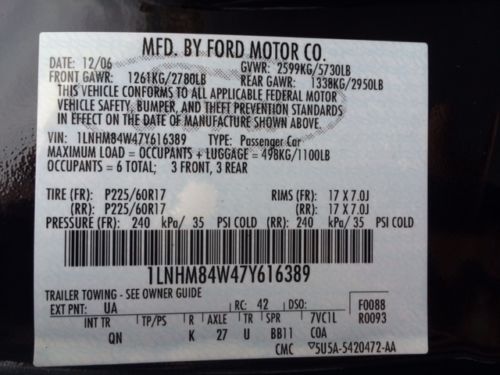 MFD. BY FORD MOTOR CO.
DATE: 12/06 GVWR: 2599KG/5730LB
FRONT GAWR: 1261KG/2780LB REAR GAWR: 1338KG/2950LB
THIS VEHICLE CONFORMS TO ALL APPLICABLE FEDERAL MOTOR
VEHICLE SAFETY, BUMPER, AND THEFT PREVENTION STANDARDS
IN EFFECT ON THE DATE OF MANUFACTURE SHOWN ABOVE.
VIN: 1LNHM84W47Y616389 TYPE: Passenger Car
MAXIMUM LOAD = OCCUPANTS + LUGGAGE = 498KG/1100LB
OCCUPANTS = 6 TOTAL; 3 FRONT, 3 REAR
TIRE (FR): P225/60R17 RIMS (FR): 17 X 7.0J
(RR): P225/60R17 (RR): 17 X 7.0J
PRESSURE (FR): 240 kPa/ 35 PSI COLD (RR): 240 kPa/ 35 PSI COLD
1LNHM84W47Y616389
TRAILER TOWING - SEE OWNER GUIDE
EXT PNT: UA RC: 42 DSO: F0088
INT TR TP/PS R AXLE TR SPR 7VC1L R0093
QN K 27 U BB11 C0A
CMC ▽5U5A-5420472-AA